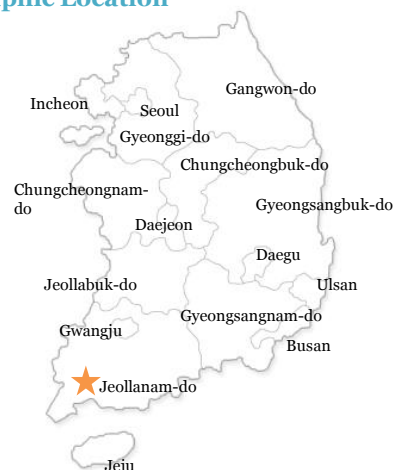 Gangwon-do
Incheon
Seoul
Gyeonggi-do
Chungcheongbuk-do
Chungcheongnam-
do
Gyeongsangbuk-do
Daejeon
Daegu
Jeollabuk-do
Ulsan
Gyeongsangnam-do
Gwangju
Busan
Jeollanam-do
Jeju